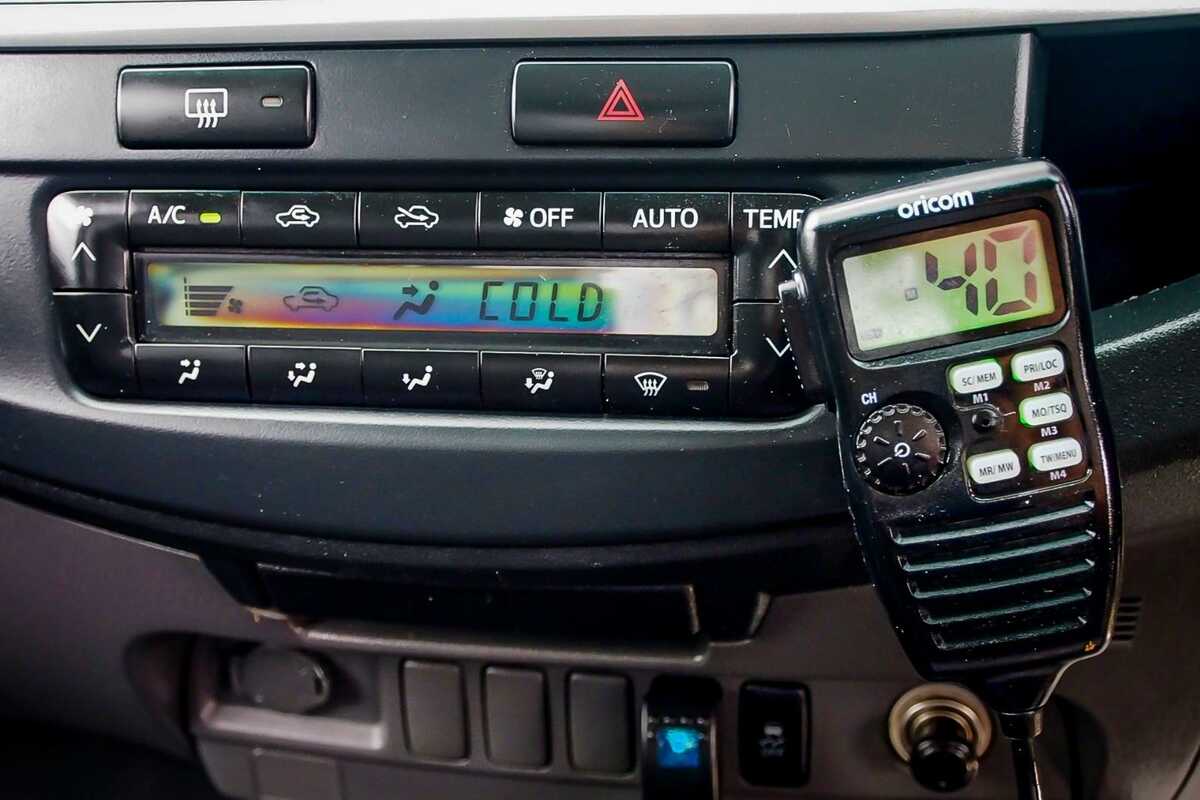 A/C
OFF
AUTO
TEMP
COLD
oricom
40
CH
SC/MEM
M1
PRI/LOC
M2
MO/TSQ
M3
MR/MW
TW/MENU
M4